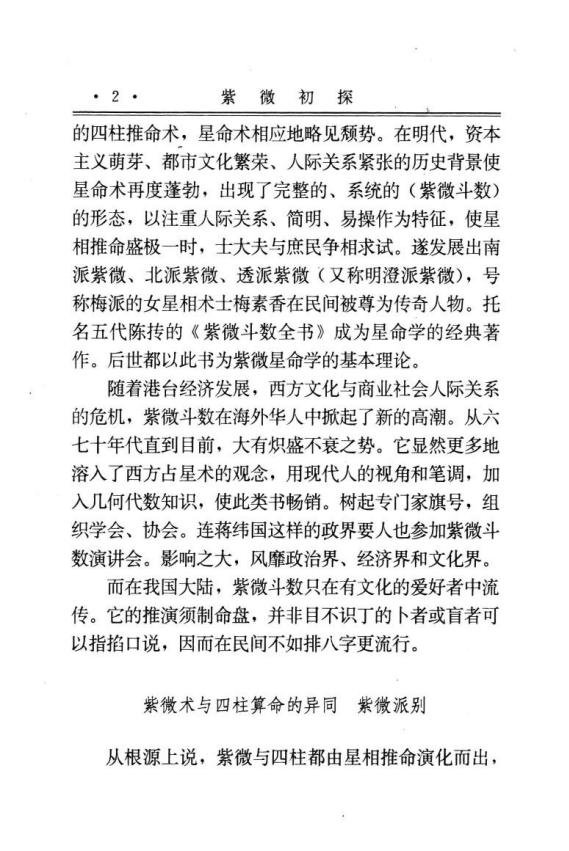 · 2 · 紫微初探
的四柱推命术，星命术相应地略见颓势。在明代，资本
主义萌芽、都市文化繁荣、人际关系紧张的历史背景使
星命术再度蓬勃，出现了完整的、系统的（紫微斗数）
的形态，以注重人际关系、简明、易操作为特征，使星
相推命盛极一时，士大夫与庶民争相求试。遂发展出南
派紫微、北派紫微、透派紫微（又称明澄派紫微），号
称梅派的女星相术士梅素香在民间被尊为传奇人物。托
名五代陈抟的《紫微斗数全书》成为星命学的经典著
作。后世都以此书为紫微星命学的基本理论。
随着港台经济发展，西方文化与商业社会人际关系
的危机，紫微斗数在海外华人中掀起了新的高潮。从六
七十年代直到目前，大有炽盛不衰之势。它显然更多地
溶入了西方占星术的观念，用现代人的视角和笔调，加
入几何代数知识，使此类书畅销。树起专门家旗号，组
织学会、协会。连蒋纬国这样的政界要人也参加紫微斗
数演讲会。影响之大，风靡政治界、经济界和文化界。
而在我国大陆，紫微斗数只在有文化的爱好者中流
传。它的推演须制命盘，并非目不识丁的卜者或盲者可
以指掐口说，因而在民间不如排八字更流行。
紫微术与四柱算命的异同 紫微派别
从根源上说，紫微与四柱都由星相推命演化而出，